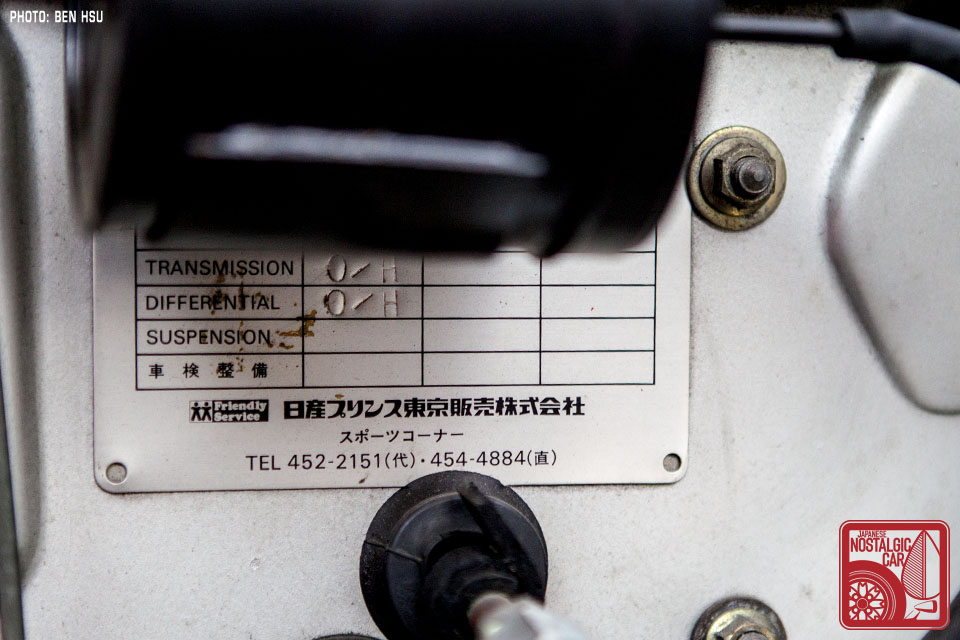 PHOTO: BEN HSU
TRANSMISSION O/H
DIFFERENTIAL O/H
SUSPENSION
車検整備
Friendly Service 日産プリンス東京販売株式会社
スポーツコーナー
TEL 452-2151(代)・454-4884(直)
JAPANESE
NOSTALGIC
CAR